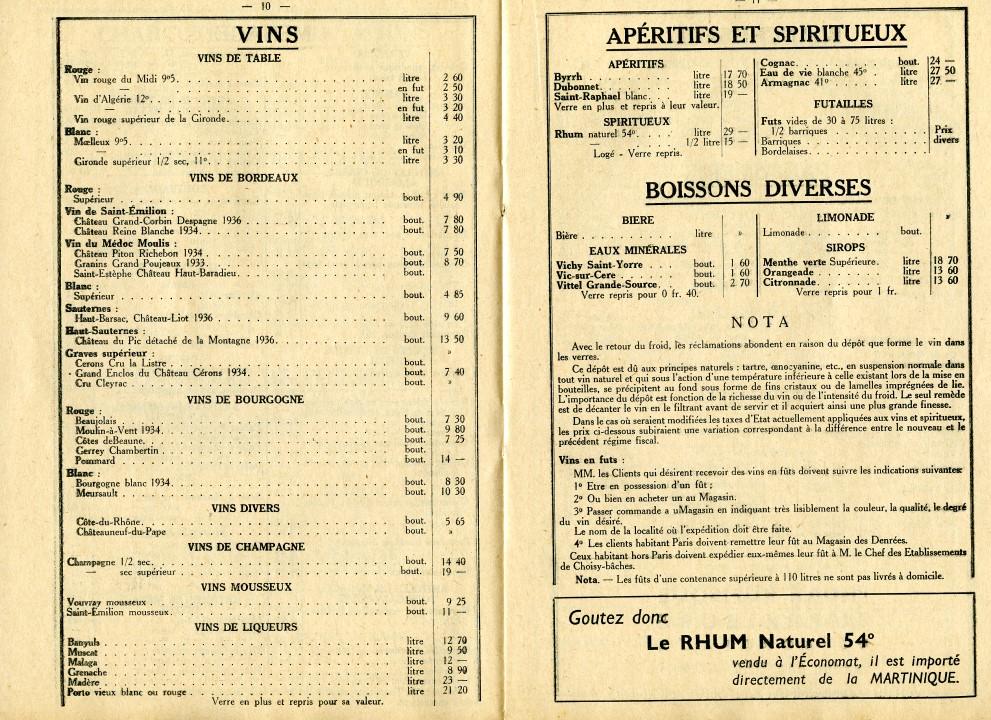 — 10 —
VINS
VINS DE TABLE
Rouge :
Vin rouge du Midi 9º5. litre 2 60
— en fut 2 50
Vin d'Algérie 12º. litre 3 30
— en fut 3 20
Vin rouge supérieur de la Gironde. litre 4 40
Blanc :
Mœlleux 9º5. litre 3 20
— en fut 3 10
Gironde supérieur 1/2 sec, 11º. litre 3 30
VINS DE BORDEAUX
Rouge :
Supérieur bout. 4 90
Vin de Saint-Émilion :
Château Grand-Corbin Despagne 1936 bout. 7 80
Château Reine Blanche 1934. bout. 7 80
Vin du Médoc Moulis :
Château Piton Richebon 1934 bout. 7 50
Granins Grand Poujeaux 1933. bout. 8 70
Saint-Estèphe Château Haut-Baradieu. bout.
Blanc :
Supérieur bout. 4 85
Sauternes :
Haut-Barsac, Château-Liot 1936 bout. 9 60
Haut-Sauternes :
Château du Pic détaché de la Montagne 1936. bout. 13 50
Graves supérieur : »
Cerons Cru la Listre bout.
Grand Enclos du Château Cérons 1934. bout. 7 40
Cru Cleyrac bout. »
VINS DE BOURGOGNE
Rouge :
Beaujolais bout. 7 30
Moulin-à-Vent 1934. bout. 9 80
Côtes deBeaune. bout. 7 25
Gerrey Chambertin bout.
Pommard bout. 14 —
Blanc :
Bourgogne blanc 1934. bout. 8 30
Meursault bout. 10 30
VINS DIVERS
Côte-du-Rhône. bout. 5 65
Châteauneuf-du-Pape bout. »
VINS DE CHAMPAGNE
Champagne 1/2 sec. bout. 14 40
— sec supérieur bout. 19 —
VINS MOUSSEUX
Vouvray mousseux bout. 9 25
Saint-Émilion mousseux. bout. 11 —
VINS DE LIQUEURS
Banyuls litre 12 70
Muscat litre 9 50
Malaga litre 12 —
Grenache litre 8 90
Madère litre 23 —
Porto vieux blanc ou rouge litre 21 20
Verre en plus et repris pour sa valeur.
— 11 —
APÉRITIFS ET SPIRITUEUX
APÉRITIFS
Byrrh litre 17 70
Dubonnet. litre 18 50
Saint-Raphael blanc. litre 19 —
Verre en plus et repris à leur valeur.
SPIRITUEUX
Rhum naturel 54º. litre 29 —
— 1/2 litre 15 —
Logé - Verre repris.
Cognac. bout. 24 —
Eau de vie blanche 45º litre 27 50
Armagnac 41º litre 27 —
FUTAILLES
Futs vides de 30 à 75 litres :
1/2 barriques
Barriques
Bordelaises.
Prix divers
BOISSONS DIVERSES
BIERE
Bière litre »
EAUX MINÉRALES
Vichy Saint-Yorre bout. 1 60
Vic-sur-Cere bout. 1 60
Vittel Grande-Source. bout. 2 70
Verre repris pour 0 fr. 40.
LIMONADE »
Limonade bout.
SIROPS
Menthe verte Supérieure. litre 18 70
Orangeade litre 13 60
Citronnade. litre 13 60
Verre repris pour 1 fr.
NOTA
Avec le retour du froid, les réclamations abondent en raison du dépôt que forme le vin dans
les verres.
Ce dépôt est dû aux principes naturels : tartre, œnocyanine, etc., en suspension normale dans
tout vin naturel et qui sous l'action d'une température inférieure à celle existant lors de la mise en
bouteilles, se précipitent au fond sous forme de fins cristaux ou de lamelles imprégnées de lie.
L'importance du dépôt est fonction de la richesse du vin ou de l'intensité du froid. Le seul remède
est de décanter le vin en le filtrant avant de servir et il acquiert ainsi une plus grande finesse.
Dans le cas où seraient modifiées les taxes d'Etat actuellement appliquées aux vins et spiritueux,
les prix ci-dessous subiraient une variation correspondant à la différence entre le nouveau et le
précédent régime fiscal.
Vins en futs :
MM. les Clients qui désirent recevoir des vins en fûts doivent suivre les indications suivantes:
1º Etre en possession d'un fût ;
2º Ou bien en acheter un au Magasin.
3º Passer commande a uMagasin en indiquant très lisiblement la couleur, la qualité, le degré
du vin désiré.
Le nom de la localité où l'expédition doit être faite.
4º Les clients habitant Paris doivent remettre leur fût au Magasin des Denrées.
Ceux habitant hors Paris doivent expédier eux-mêmes leur fût à M. le Chef des Etablissements
de Choisy-bâches.
Nota. — Les fûts d'une contenance supérieure à 110 litres ne sont pas livrés à domicile.
Goutez donc
Le RHUM Naturel 54º
vendu à l'Économat, il est importé
directement de la MARTINIQUE.